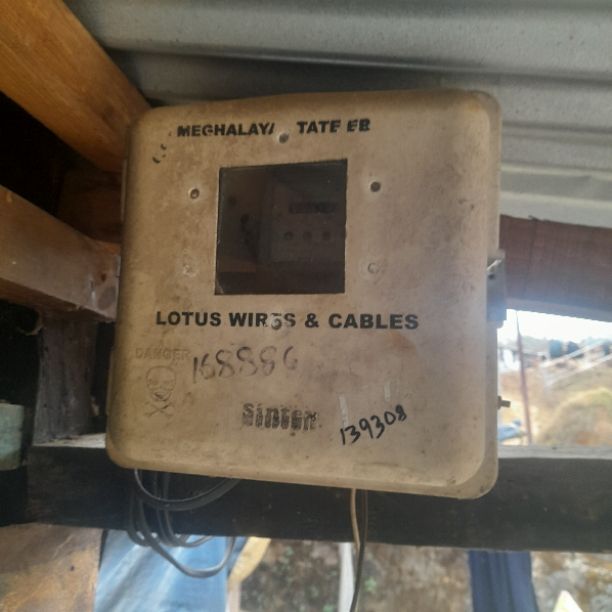 MEGHALAYA TATE EB
LOTUS WIRES & CABLES
DANGER
168886
Sintex
139308